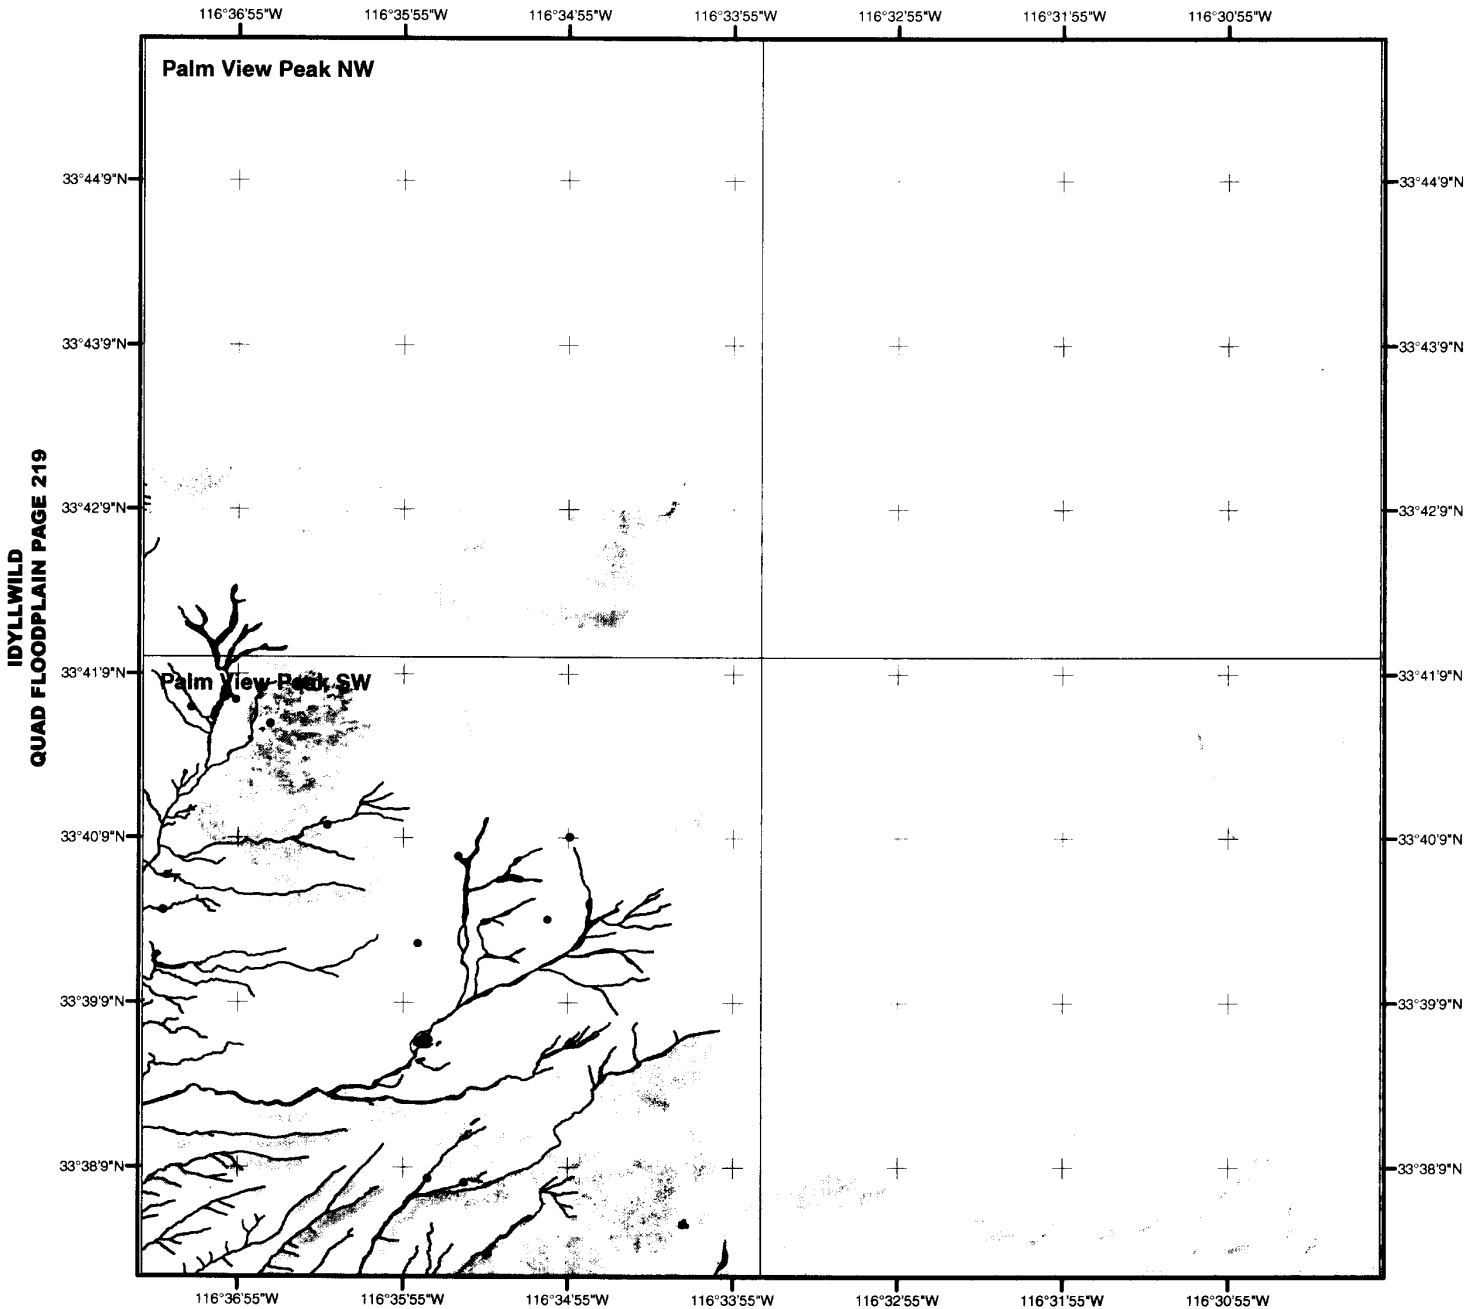 116°36'55"W 116°35'55"W 116°34'55"W 116°33'55"W 116°32'55"W 116°31'55"W 116°30'55"W
Palm View Peak NW
33°44'9"N 33°44'9"N
33°43'9"N 33°43'9"N
IDYLLWILD
QUAD FLOODPLAIN PAGE 219
33°42'9"N 33°42'9"N
33°41'9"N 33°41'9"N
Palm View Peak SW
33°40'9"N 33°40'9"N
33°39'9"N 33°39'9"N
33°38'9"N 33°38'9"N
116°36'55"W 116°35'55"W 116°34'55"W 116°33'55"W 116°32'55"W 116°31'55"W 116°30'55"W